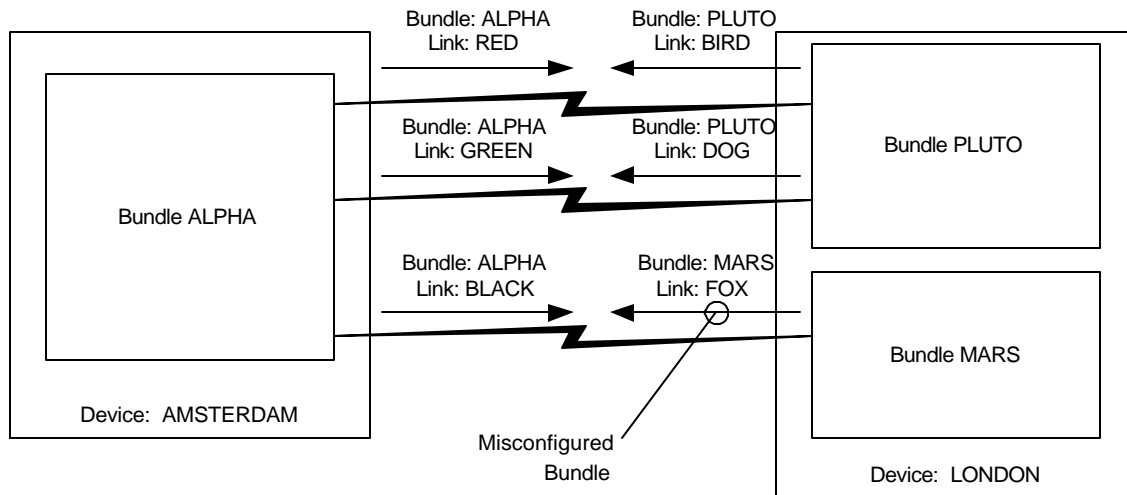 Bundle: ALPHA
Link: RED
Bundle: PLUTO
Link: BIRD
Bundle: ALPHA
Link: GREEN
Bundle: PLUTO
Link: DOG
Bundle PLUTO
Bundle ALPHA
Bundle: ALPHA
Link: BLACK
Bundle: MARS
Link: FOX
Bundle MARS
Device: AMSTERDAM
Misconfigured
Bundle
Device: LONDON